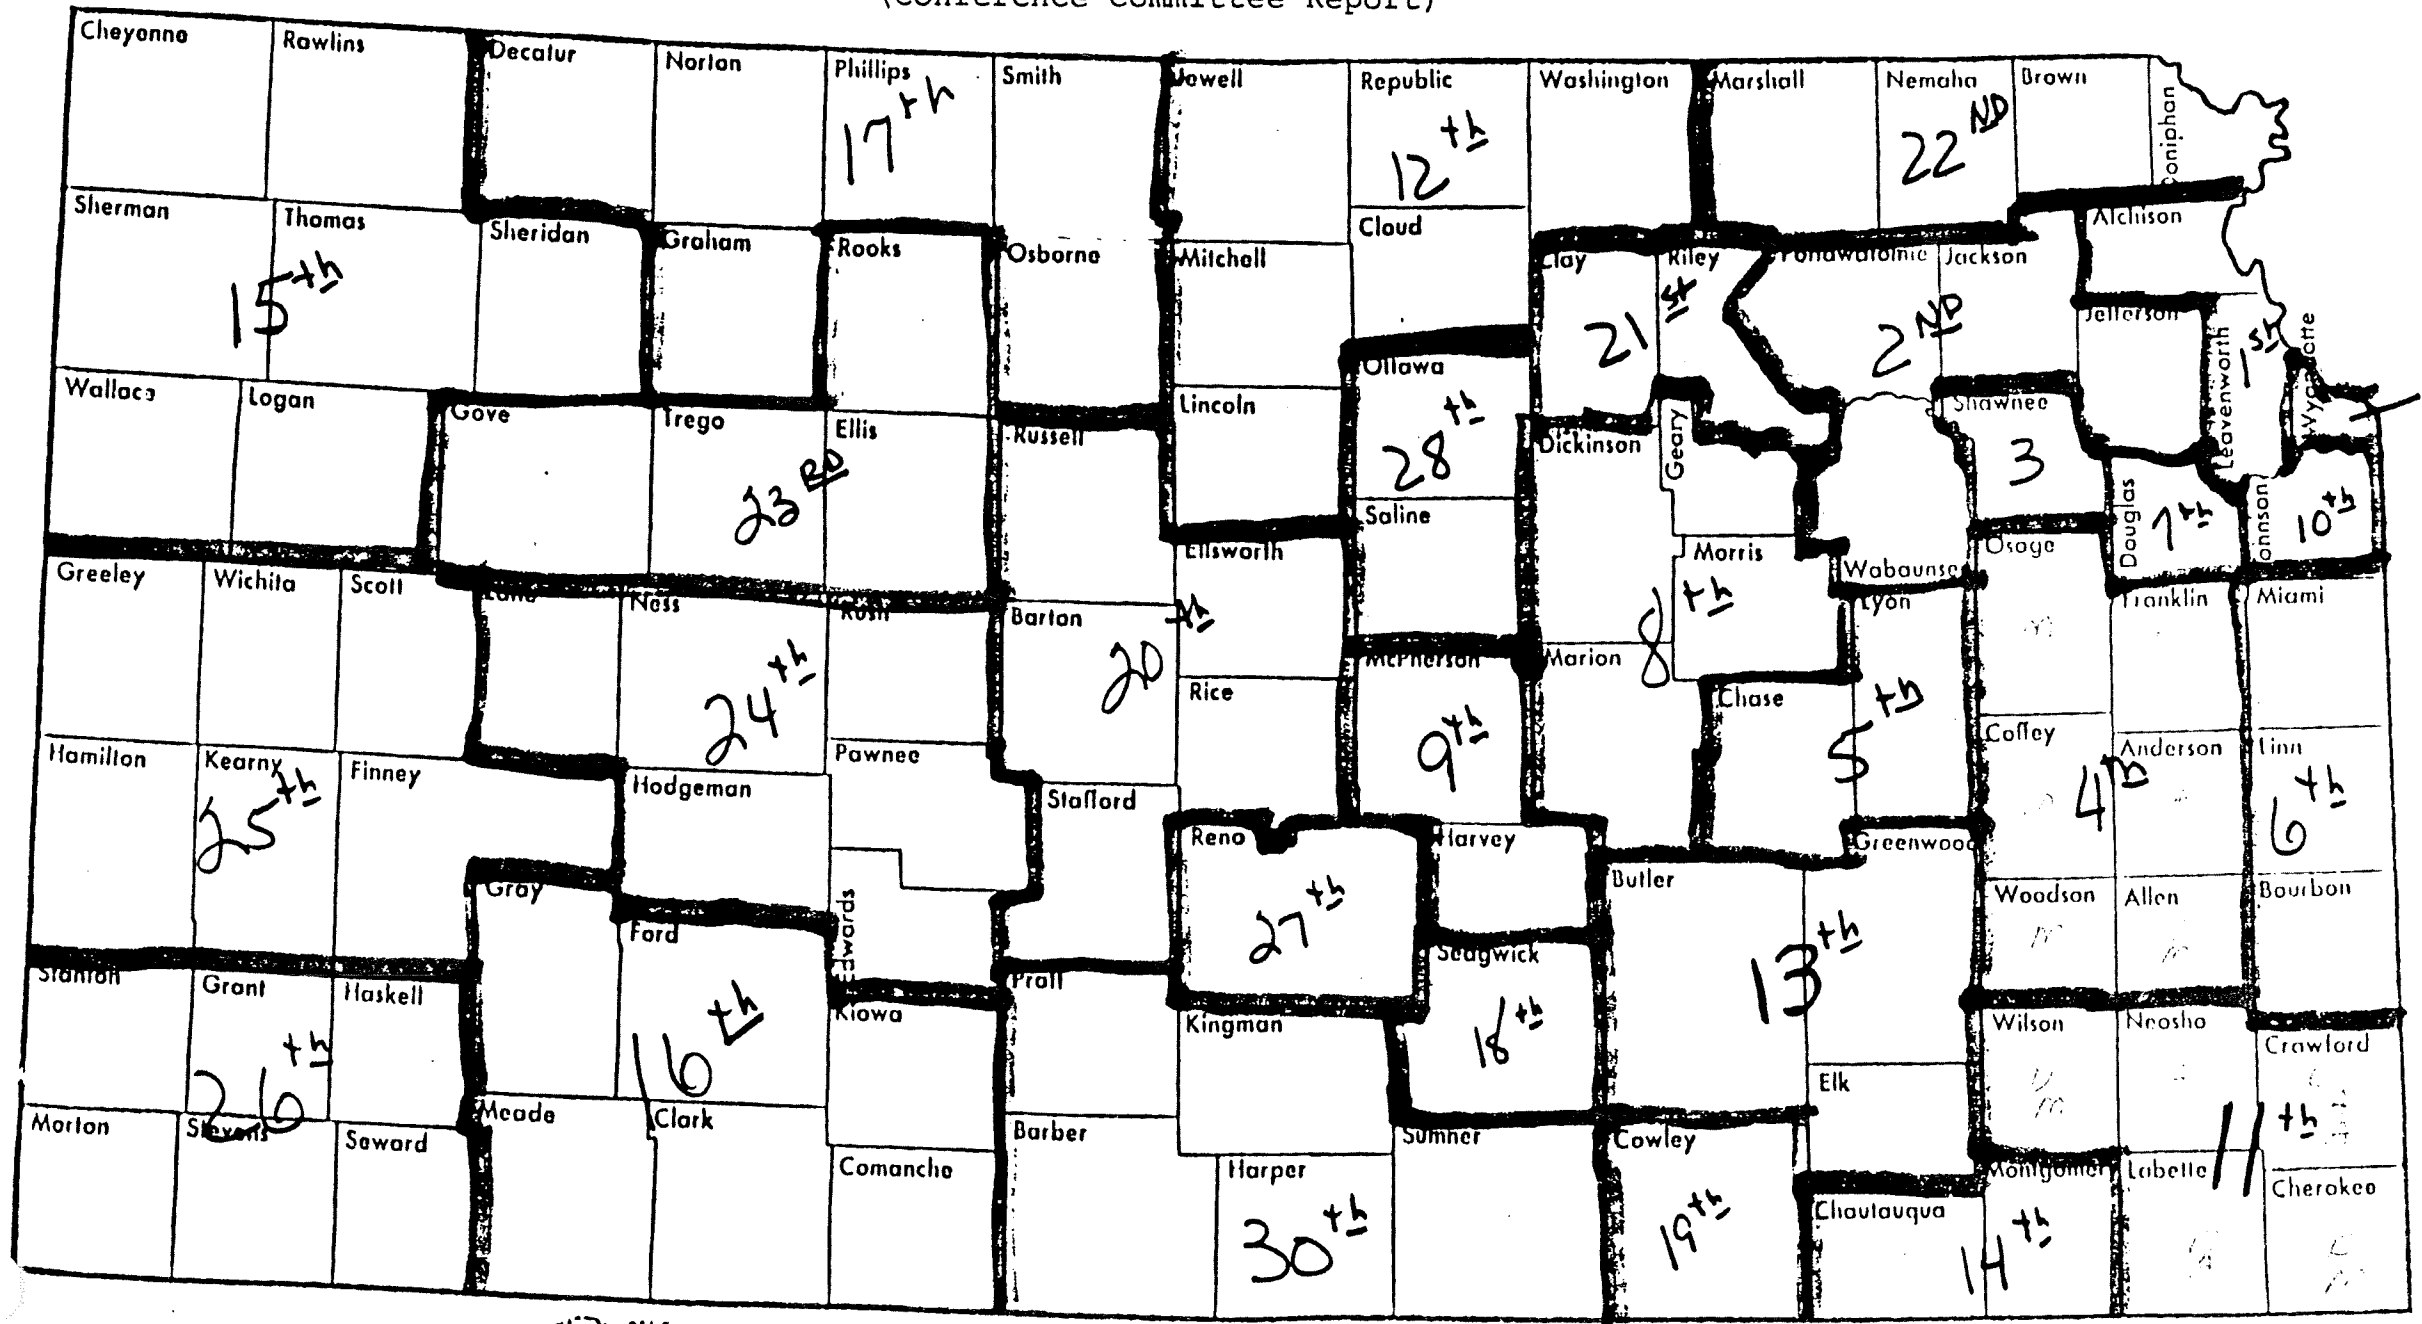 (Conference Committee Report)
Cheyenne
Rawlins
Decatur
Norton
Phillips
Smith
Jewell
Republic
Washington
Marshall
Nemaha
Brown
Doniphan
17th
12th
22ND
Sherman
Thomas
Sheridan
Graham
Rooks
Osborne
Mitchell
Cloud
Clay
Riley
Pottawatomie
Jackson
Atchison
15th
21st
2ND
Jefferson
Leavenworth
1st
Wyandotte
Wallace
Logan
Gove
Trego
Ellis
Russell
Lincoln
Ottawa
Dickinson
Geary
Shawnee
23RD
28th
3
Saline
Douglas
7th
Johnson
10th
Greeley
Wichita
Scott
Lane
Ness
Rush
Barton
Ellsworth
Morris
Wabaunse
Osage
Lyon
Franklin
Miami
24th
20th
8th
Rice
McPherson
Marion
Chase
5th
Hamilton
Kearny
Finney
Hodgeman
Pawnee
Stafford
9th
Coffey
Anderson
Linn
25th
4th
6th
Reno
Harvey
Greenwood
Gray
Ford
Edwards
27th
Butler
Woodson
Allen
Bourbon
Stanton
Grant
Haskell
Kiowa
Pratt
Kingman
Sedgwick
13th
Wilson
Neosho
Crawford
26th
16th
18th
Elk
Morton
Stevens
Seward
Meade
Clark
Comanche
Barber
Harper
Sumner
Cowley
Chautauqua
Montgomery
Labette
11th
Cherokee
30th
19th
14th